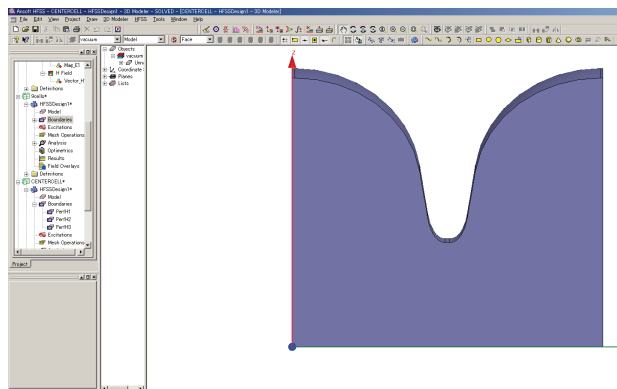 Ansoft HFSS - CENTERCELL - HFSSDesign1 - 3D Modeler - SOLVED - [CENTERCELL - HFSSDesign1 - 3D Modeler]
File Edit View Project Draw 3D Modeler HFSS Tools Window Help
vacuum Model Face
Mag_E1
H Field
Vector_H
Definitions
9cells*
HFSSDesign1*
Model
Boundaries
Excitations
Mesh Operations
Analysis
Optimetrics
Results
Field Overlays
Definitions
CENTERCELL*
HFSSDesign1*
Model
Boundaries
PerfH1
PerfH2
PerfH3
Excitations
Mesh Operations
Project
Objects
vacuum
Coordinate
Planes
Lists
Z